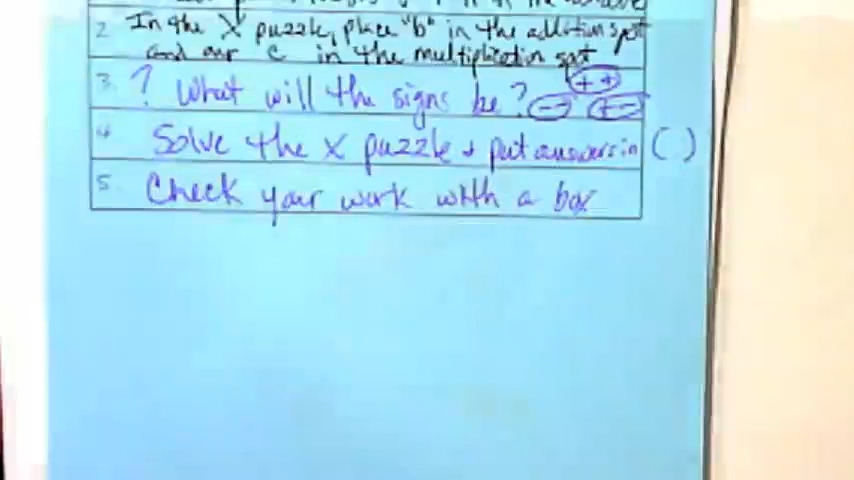 2. In the X puzzle, place "b" in the addition spot
and our C in the multiplication spot
3. ? What will the signs be? ++
-- +-
4 Solve the X puzzle + put answers in ( )
5 Check your work with a box